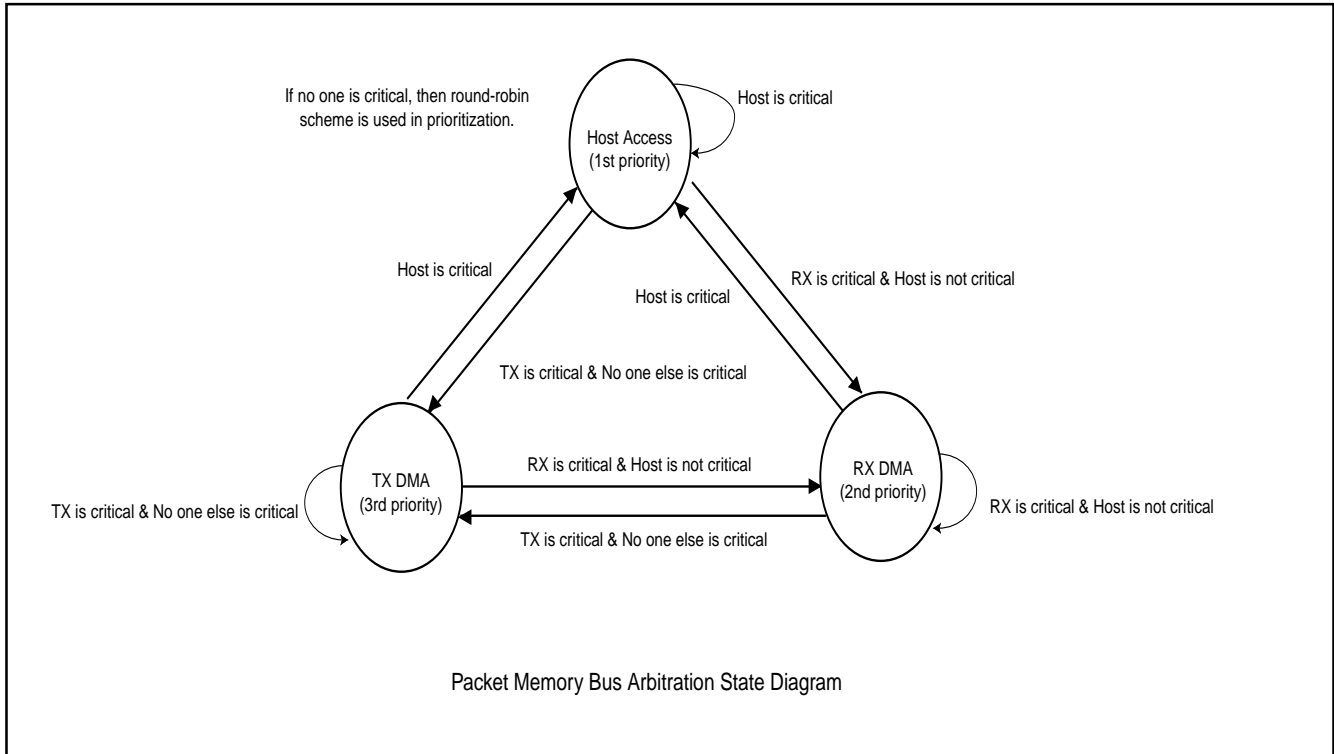 If no one is critical, then round-robin
scheme is used in prioritization.
Host is critical
Host Access
(1st priority)
Host is critical
RX is critical & Host is not critical
Host is critical
TX is critical & No one else is critical
TX DMA
(3rd priority)
RX is critical & Host is not critical
RX DMA
(2nd priority)
TX is critical & No one else is critical
RX is critical & Host is not critical
TX is critical & No one else is critical
Packet Memory Bus Arbitration State Diagram